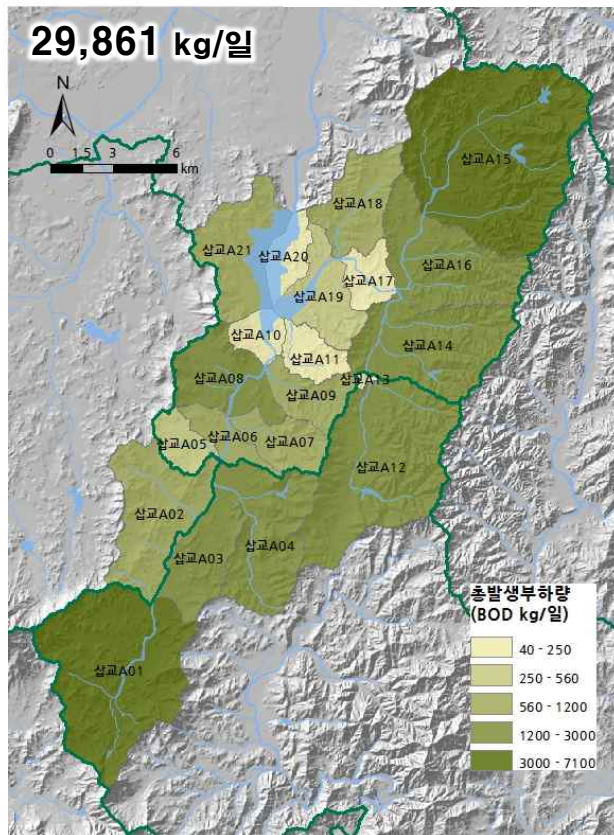 29,861 kg/일
N
0 1.5 3 6
km
삽교A15
삽교A18
삽교A21
삽교A20
삽교A16
삽교A17
삽교A19
삽교A10
삽교A14
삽교A11
삽교A08
삽교A13
삽교A09
삽교A05
삽교A06
삽교A07
삽교A12
삽교A02
삽교A04
삽교A03
삽교A01
총발생부하량
(BOD kg/일)
40 - 250
250 - 560
560 - 1200
1200 - 3000
3000 - 7100